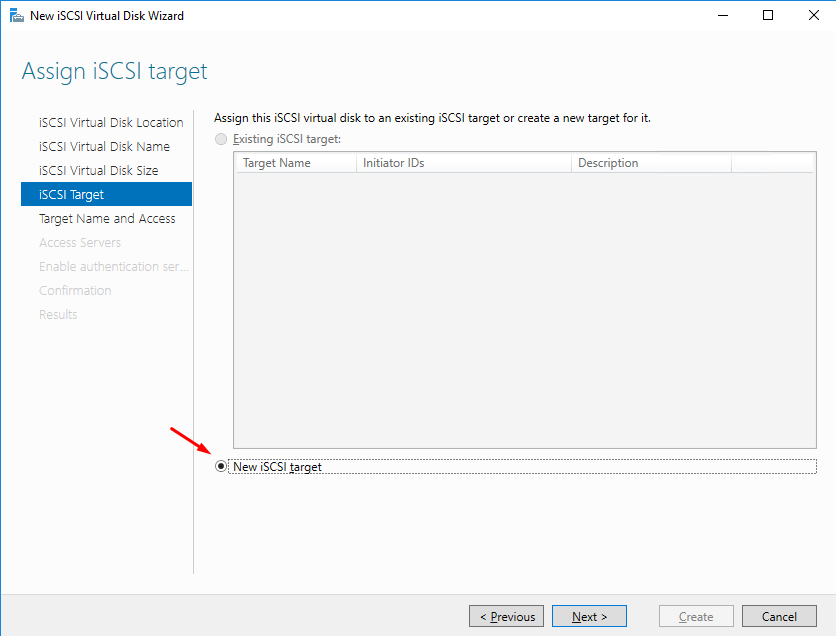 New iSCSI Virtual Disk Wizard
Assign iSCSI target
iSCSI Virtual Disk Location
iSCSI Virtual Disk Name
iSCSI Virtual Disk Size
iSCSI Target
Target Name and Access
Access Servers
Enable authentication ser...
Confirmation
Results
Assign this iSCSI virtual disk to an existing iSCSI target or create a new target for it.
Existing iSCSI target:
Target Name Initiator IDs Description
New iSCSI target
< Previous Next > Create Cancel